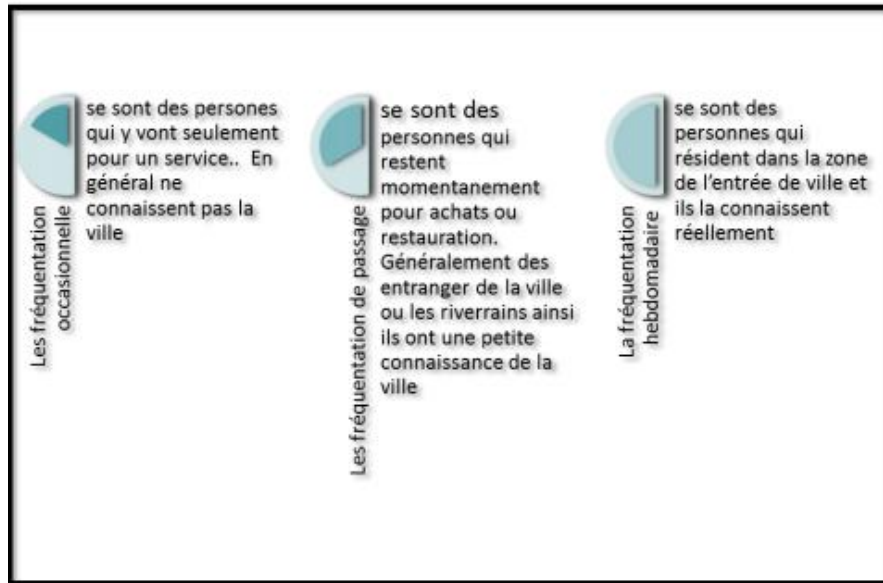 se sont des persones
qui y vont seulement
pour un service.. En
général ne
connaissent pas la
ville
Les fréquentation
occasionnelle
se sont des
personnes qui
restent
momentanement
pour achats ou
restauration.
Généralement des
entranger de la ville
ou les riverrains ainsi
ils ont une petite
connaissance de la
ville
Les fréquentation de passage
se sont des
personnes qui
résident dans la zone
de l'entrée de ville et
ils la connaissent
réellement
La fréquentation
hebdomadaire